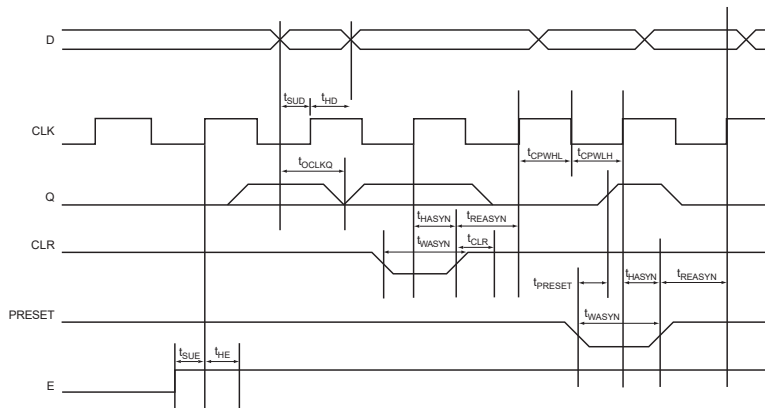 D
tSUD
tHD
CLK
tCPWHL
tCPWLH
tOCLKQ
Q
tHASYN
tREASYN
CLR
tWASYN
tCLR
tPRESET
tHASYN
tREASYN
PRESET
tWASYN
tSUE
tHE
E